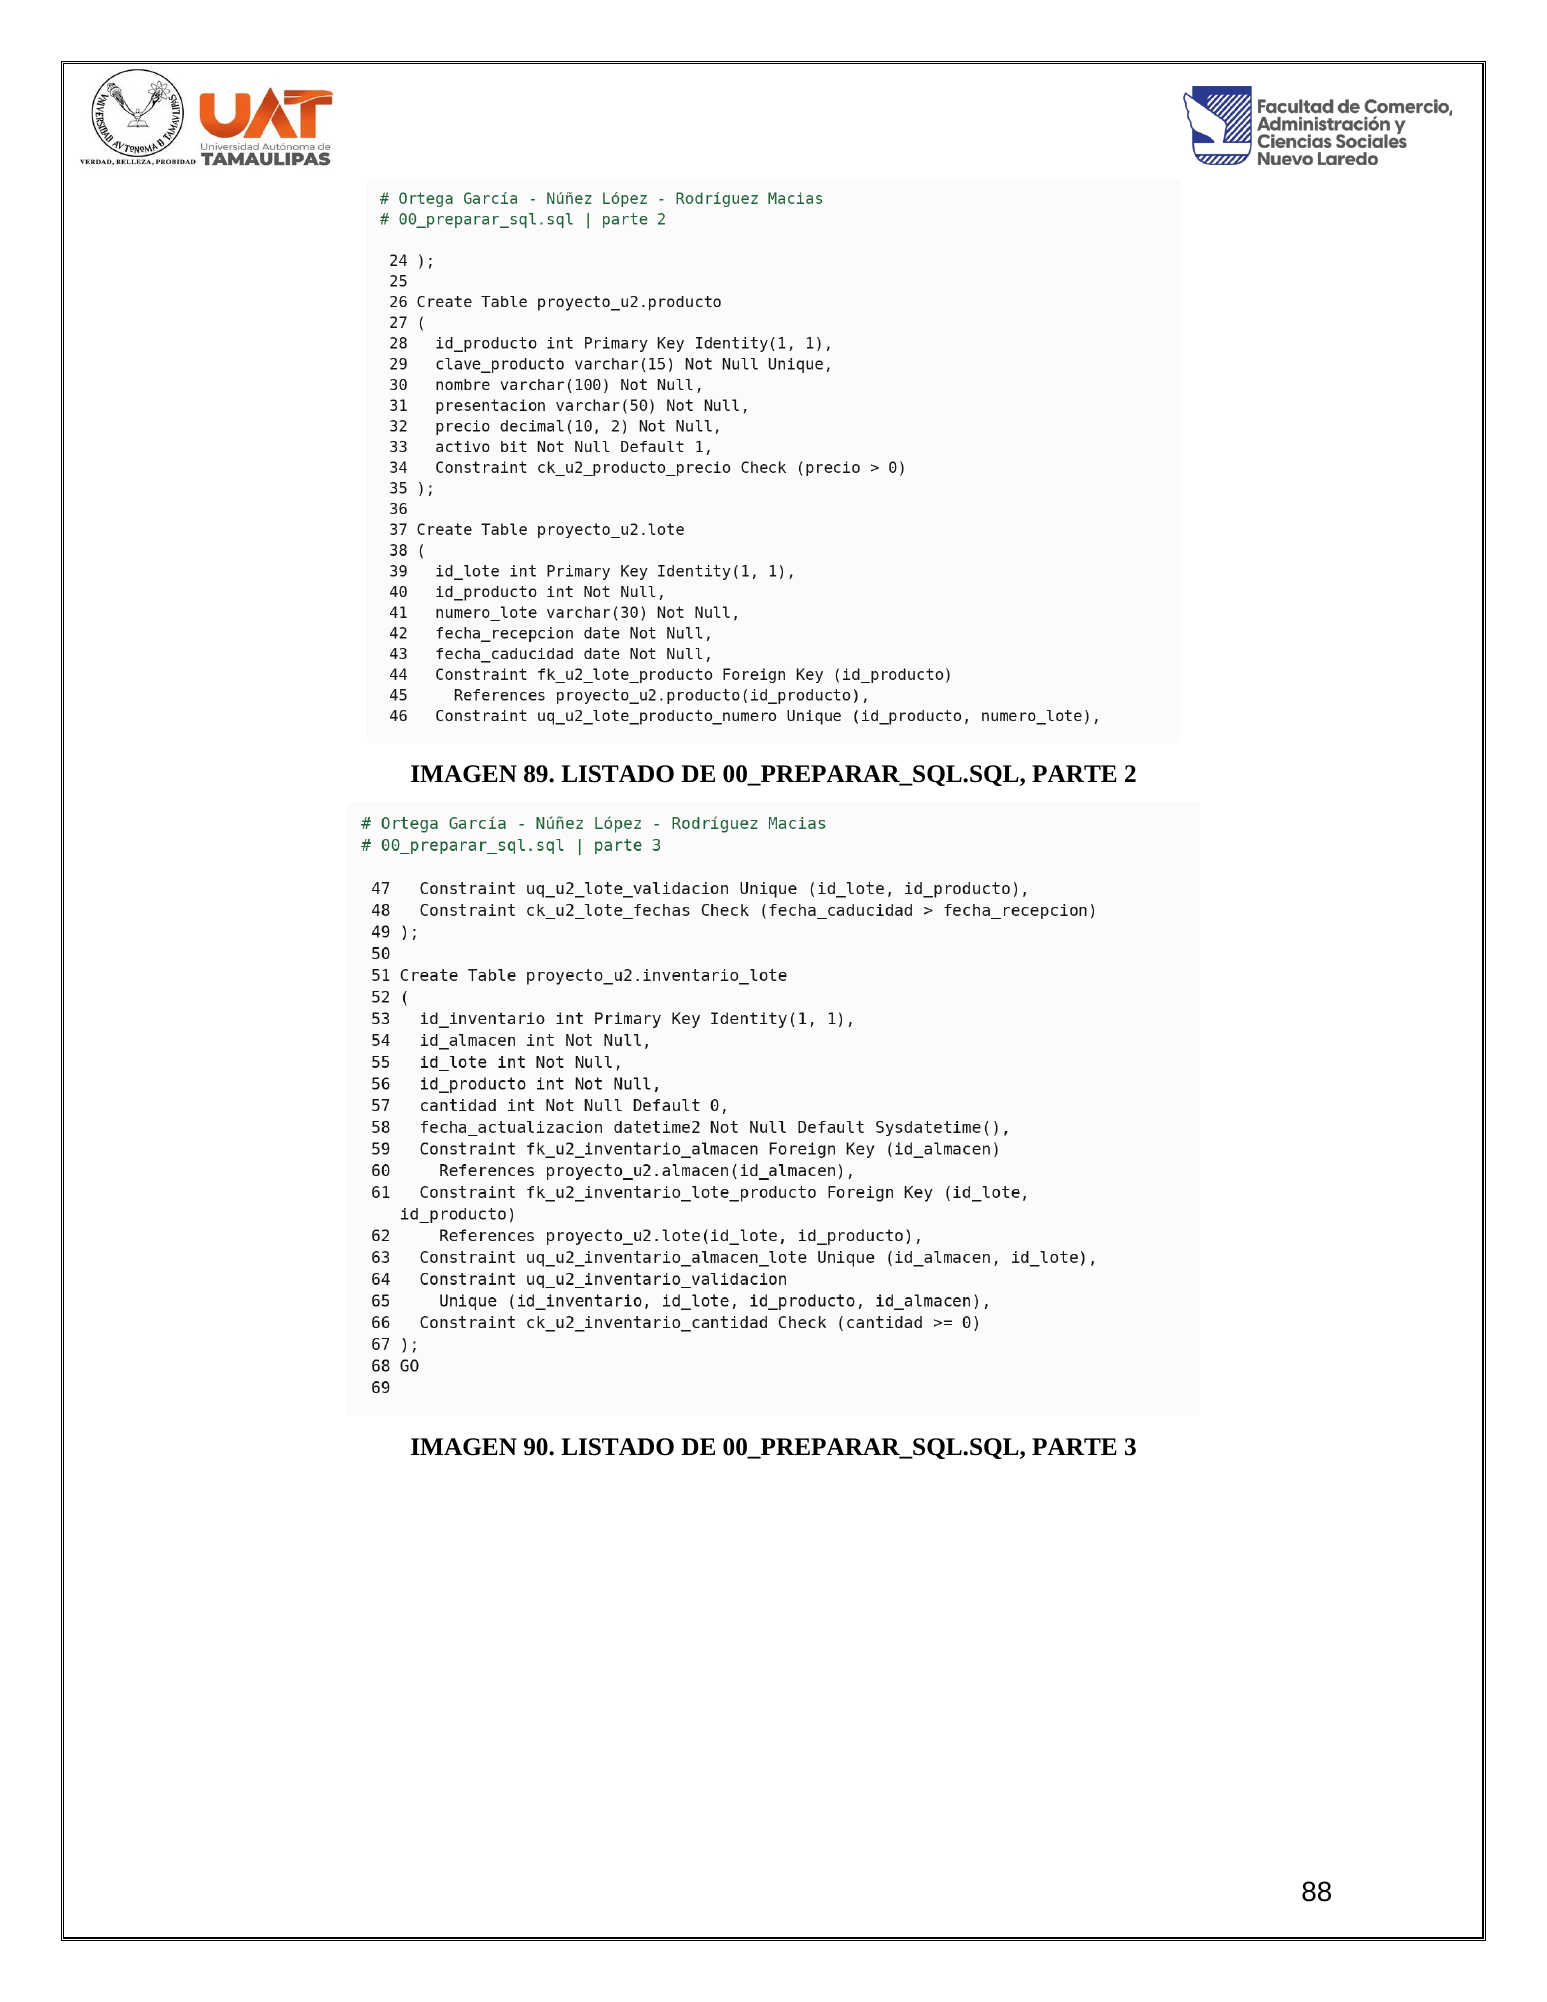 UNIVERSIDAD AVTONOMA D TAMAVLIPAS
VERDAD, BELLEZA, PROBIDAD
UAT
Universidad Autónoma de
TAMAULIPAS
Facultad de Comercio,
Administración y
Ciencias Sociales
Nuevo Laredo
# Ortega García - Núñez López - Rodríguez Macias
# 00_preparar_sql.sql | parte 2
24 );
25
26 Create Table proyecto_u2.producto
27 (
28   id_producto int Primary Key Identity(1, 1),
29   clave_producto varchar(15) Not Null Unique,
30   nombre varchar(100) Not Null,
31   presentacion varchar(50) Not Null,
32   precio decimal(10, 2) Not Null,
33   activo bit Not Null Default 1,
34   Constraint ck_u2_producto_precio Check (precio > 0)
35 );
36
37 Create Table proyecto_u2.lote
38 (
39   id_lote int Primary Key Identity(1, 1),
40   id_producto int Not Null,
41   numero_lote varchar(30) Not Null,
42   fecha_recepcion date Not Null,
43   fecha_caducidad date Not Null,
44   Constraint fk_u2_lote_producto Foreign Key (id_producto)
45     References proyecto_u2.producto(id_producto),
46   Constraint uq_u2_lote_producto_numero Unique (id_producto, numero_lote),
IMAGEN 89. LISTADO DE 00_PREPARAR_SQL.SQL, PARTE 2
# Ortega García - Núñez López - Rodríguez Macias
# 00_preparar_sql.sql | parte 3
47   Constraint uq_u2_lote_validacion Unique (id_lote, id_producto),
48   Constraint ck_u2_lote_fechas Check (fecha_caducidad > fecha_recepcion)
49 );
50
51 Create Table proyecto_u2.inventario_lote
52 (
53   id_inventario int Primary Key Identity(1, 1),
54   id_almacen int Not Null,
55   id_lote int Not Null,
56   id_producto int Not Null,
57   cantidad int Not Null Default 0,
58   fecha_actualizacion datetime2 Not Null Default Sysdatetime(),
59   Constraint fk_u2_inventario_almacen Foreign Key (id_almacen)
60     References proyecto_u2.almacen(id_almacen),
61   Constraint fk_u2_inventario_lote_producto Foreign Key (id_lote,
id_producto)
62     References proyecto_u2.lote(id_lote, id_producto),
63   Constraint uq_u2_inventario_almacen_lote Unique (id_almacen, id_lote),
64   Constraint uq_u2_inventario_validacion
65     Unique (id_inventario, id_lote, id_producto, id_almacen),
66   Constraint ck_u2_inventario_cantidad Check (cantidad >= 0)
67 );
68 GO
69
IMAGEN 90. LISTADO DE 00_PREPARAR_SQL.SQL, PARTE 3
88